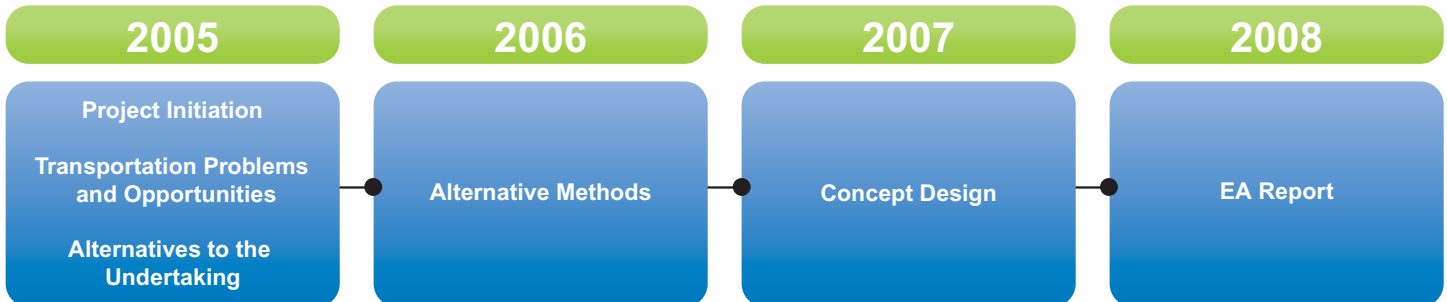 2005
Project Initiation
Transportation Problems
and Opportunities
Alternatives to the
Undertaking
2006
Alternative Methods
2007
Concept Design
2008
EA Report